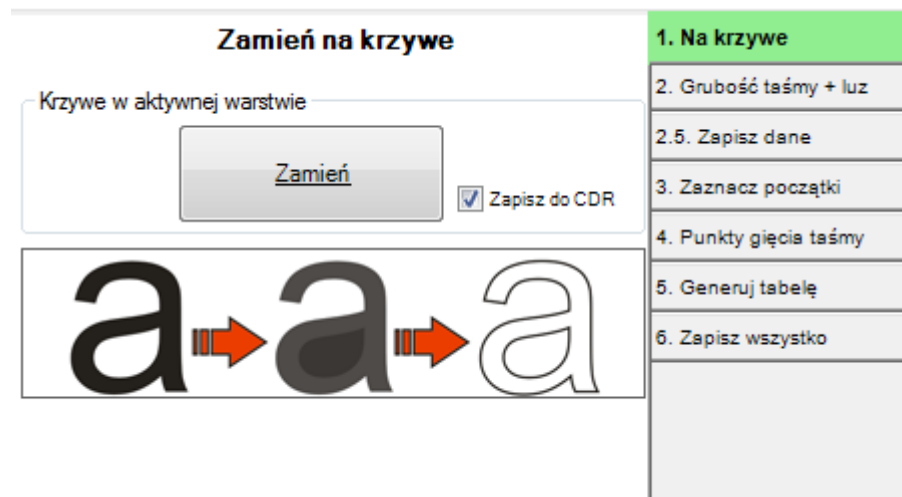 Zamień na krzywe
Krzywe w aktywnej warstwie
Zamień
Zapisz do CDR
a a a
1. Na krzywe
2. Grubość taśmy + luz
2.5. Zapisz dane
3. Zaznacz początki
4. Punkty gięcia taśmy
5. Generuj tabelę
6. Zapisz wszystko